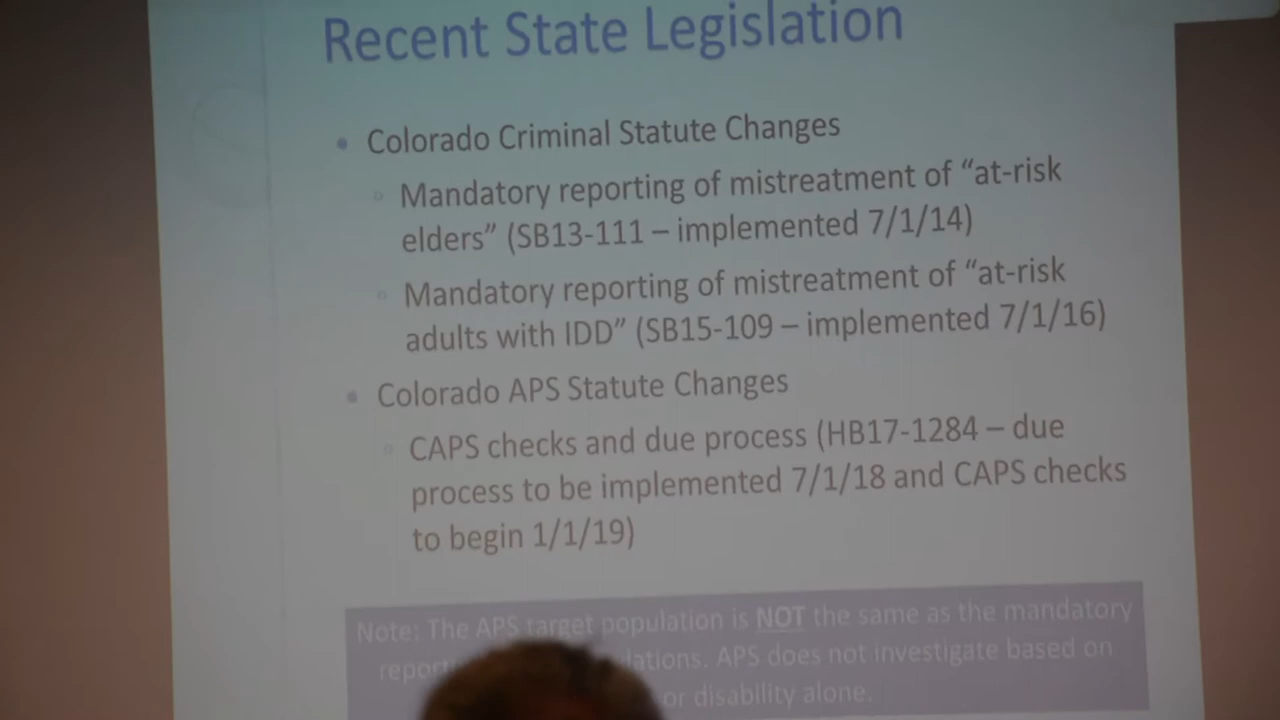 Recent State Legislation
• Colorado Criminal Statute Changes
◦ Mandatory reporting of mistreatment of “at-risk
elders” (SB13-111 – implemented 7/1/14)
◦ Mandatory reporting of mistreatment of “at-risk
adults with IDD” (SB15-109 – implemented 7/1/16)
• Colorado APS Statute Changes
◦ CAPS checks and due process (HB17-1284 – due
process to be implemented 7/1/18 and CAPS checks
to begin 1/1/19)
Note: The APS target population is NOT the same as the mandatory
APS does not investigate based on
or disability alone.